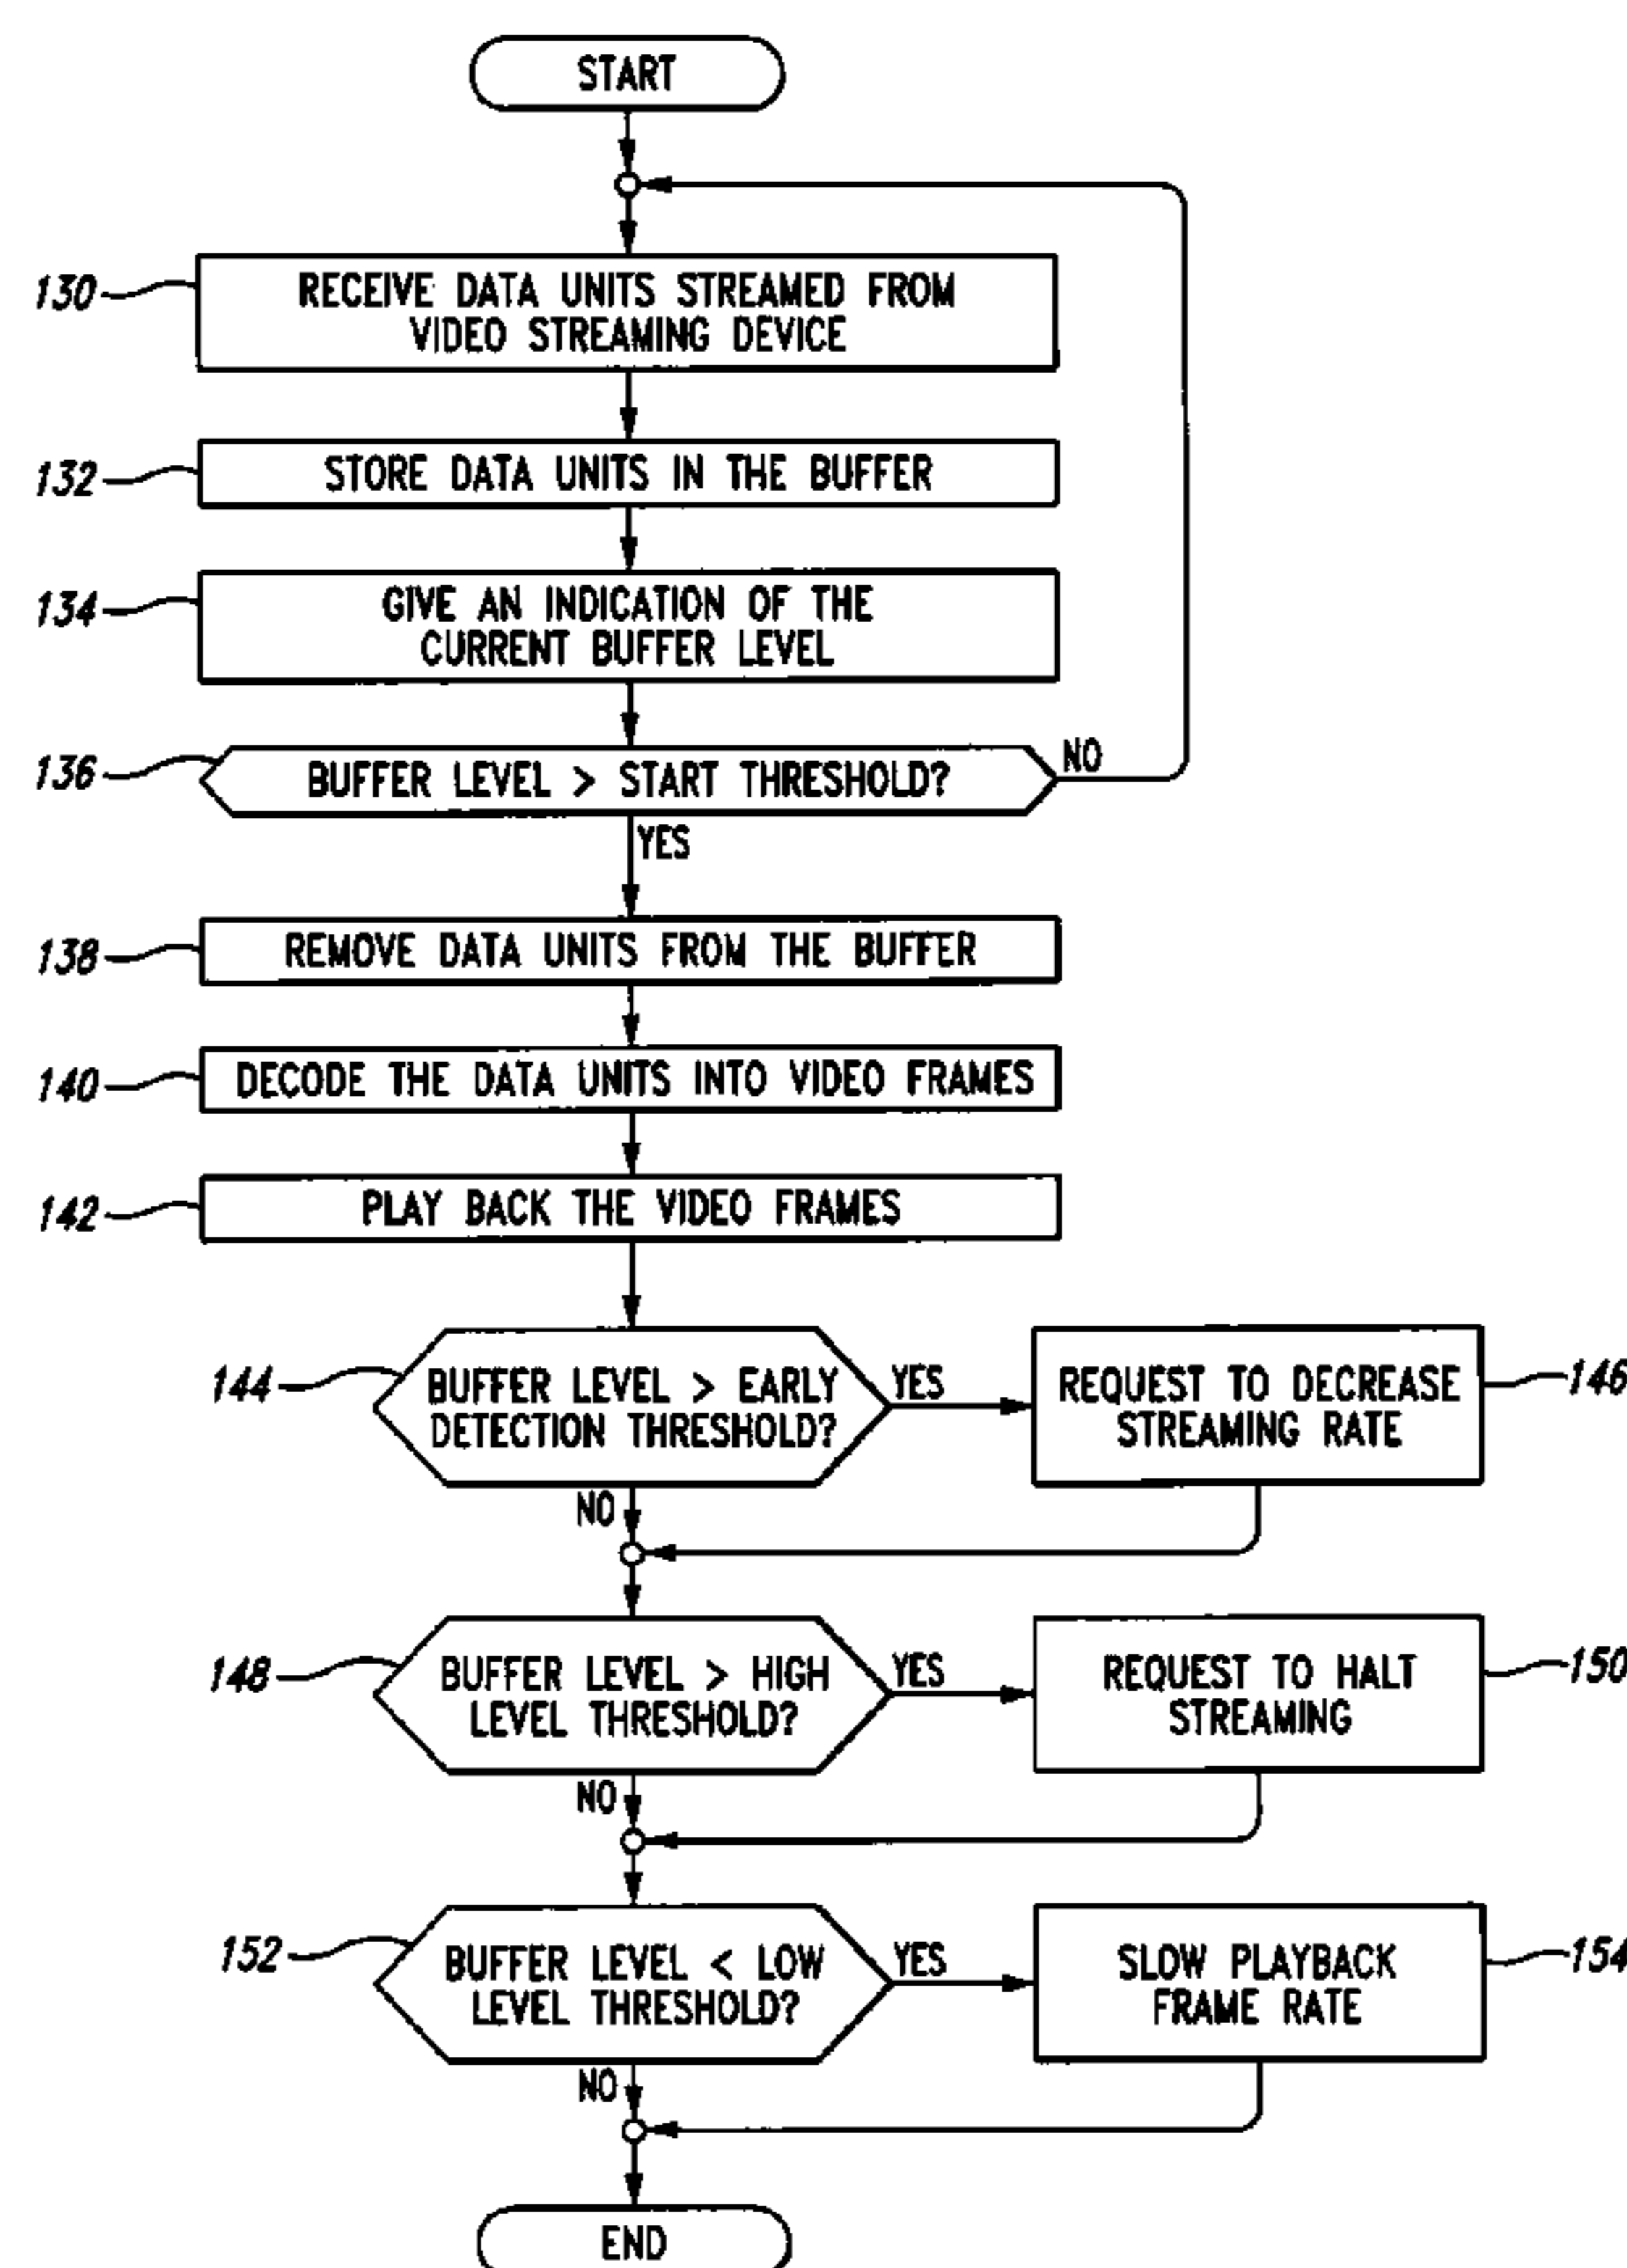 START
130
RECEIVE DATA UNITS STREAMED FROM
VIDEO STREAMING DEVICE
132
STORE DATA UNITS IN THE BUFFER
134
GIVE AN INDICATION OF THE
CURRENT BUFFER LEVEL
136
BUFFER LEVEL > START THRESHOLD?
NO
YES
138
REMOVE DATA UNITS FROM THE BUFFER
140
DECODE THE DATA UNITS INTO VIDEO FRAMES
142
PLAY BACK THE VIDEO FRAMES
144
BUFFER LEVEL > EARLY
DETECTION THRESHOLD?
YES
REQUEST TO DECREASE
STREAMING RATE
146
NO
148
BUFFER LEVEL > HIGH
LEVEL THRESHOLD?
YES
REQUEST TO HALT
STREAMING
150
NO
152
BUFFER LEVEL < LOW
LEVEL THRESHOLD?
YES
SLOW PLAYBACK
FRAME RATE
154
NO
END